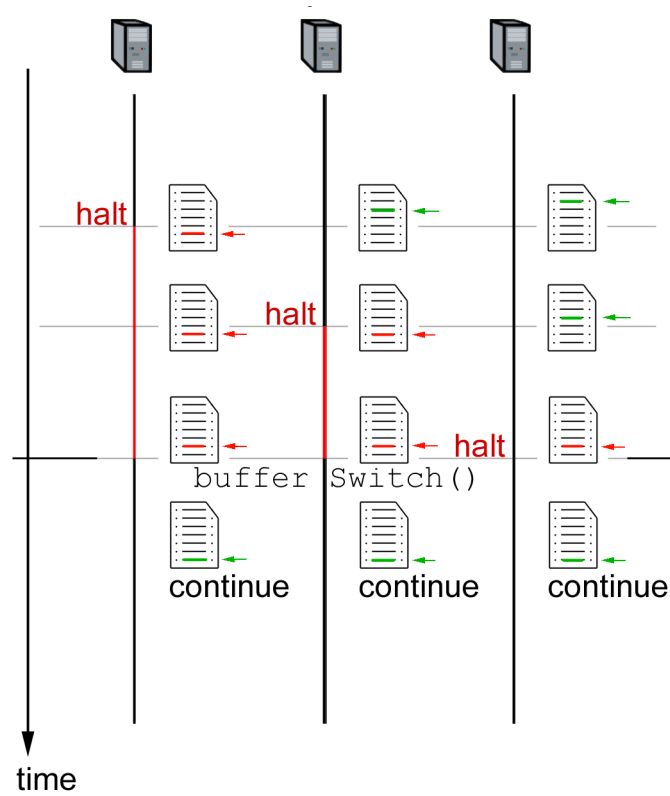 halt
halt
halt
buffer Switch()
continue
continue
continue
time